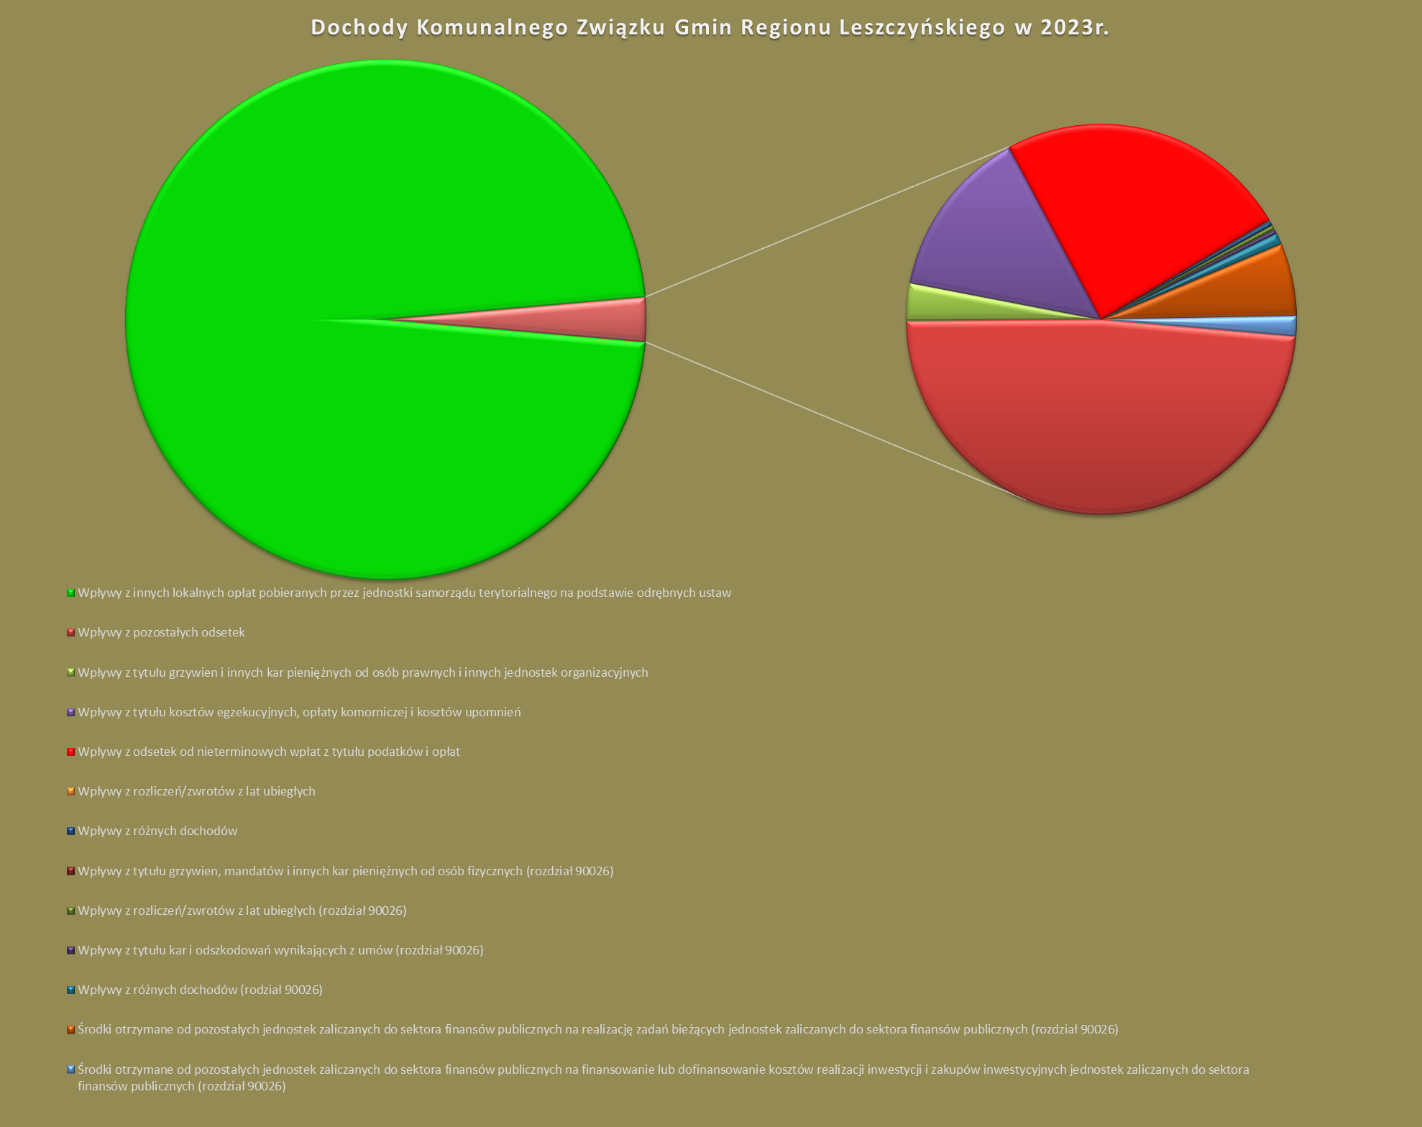 Dochody Komunalnego Związku Gmin Regionu Leszczyńskiego w 2023r.
Wpływy z innych lokalnych opłat pobieranych przez jednostki samorządu terytorialnego na podstawie odrębnych ustaw
Wpływy z pozostałych odsetek
Wpływy z tytułu grzywien i innych kar pieniężnych od osób prawnych i innych jednostek organizacyjnych
Wpływy z tytułu kosztów egzekucyjnych, opłaty komorniczej i kosztów upomnień
Wpływy z odsetek od nieterminowych wpłat z tytułu podatków i opłat
Wpływy z rozliczeń/zwrotów z lat ubiegłych
Wpływy z różnych dochodów
Wpływy z tytułu grzywien, mandatów i innych kar pieniężnych od osób fizycznych (rozdział 90026)
Wpływy z rozliczeń/zwrotów z lat ubiegłych (rozdział 90026)
Wpływy z tytułu kar i odszkodowań wynikających z umów (rozdział 90026)
Wpływy z różnych dochodów (rodział 90026)
Środki otrzymane od pozostałych jednostek zaliczanych do sektora finansów publicznych na realizację zadań bieżących jednostek zaliczanych do sektora finansów publicznych (rozdział 90026)
Środki otrzymane od pozostałych jednostek zaliczanych do sektora finansów publicznych na finansowanie lub dofinansowanie kosztów realizacji inwestycji i zakupów inwestycyjnych jednostek zaliczanych do sektora
finansów publicznych (rozdział 90026)